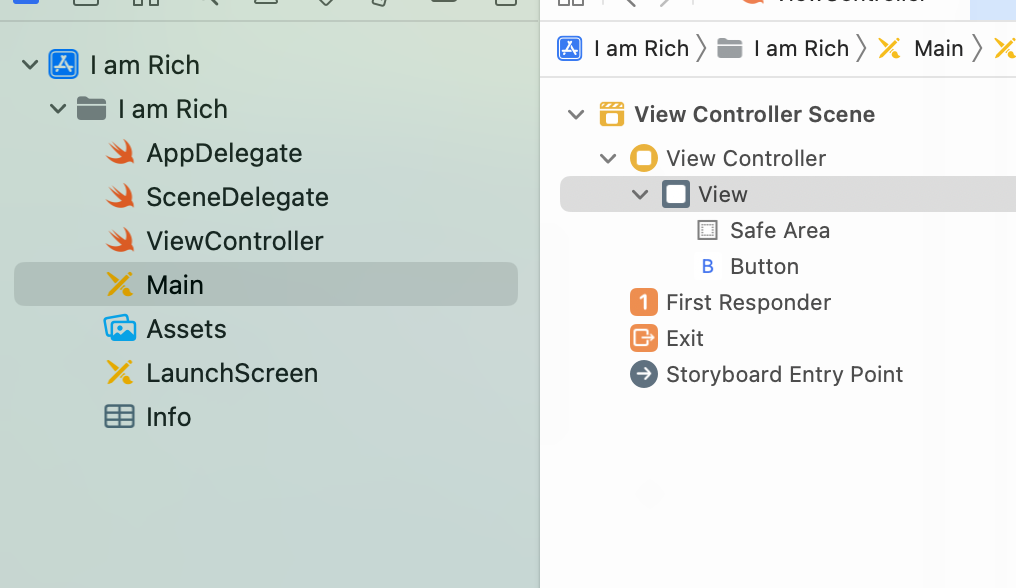 I am Rich
I am Rich
AppDelegate
SceneDelegate
ViewController
Main
Assets
LaunchScreen
Info
ViewController
I am Rich
I am Rich
Main
View Controller Scene
View Controller
View
Safe Area
B Button
1 First Responder
Exit
Storyboard Entry Point